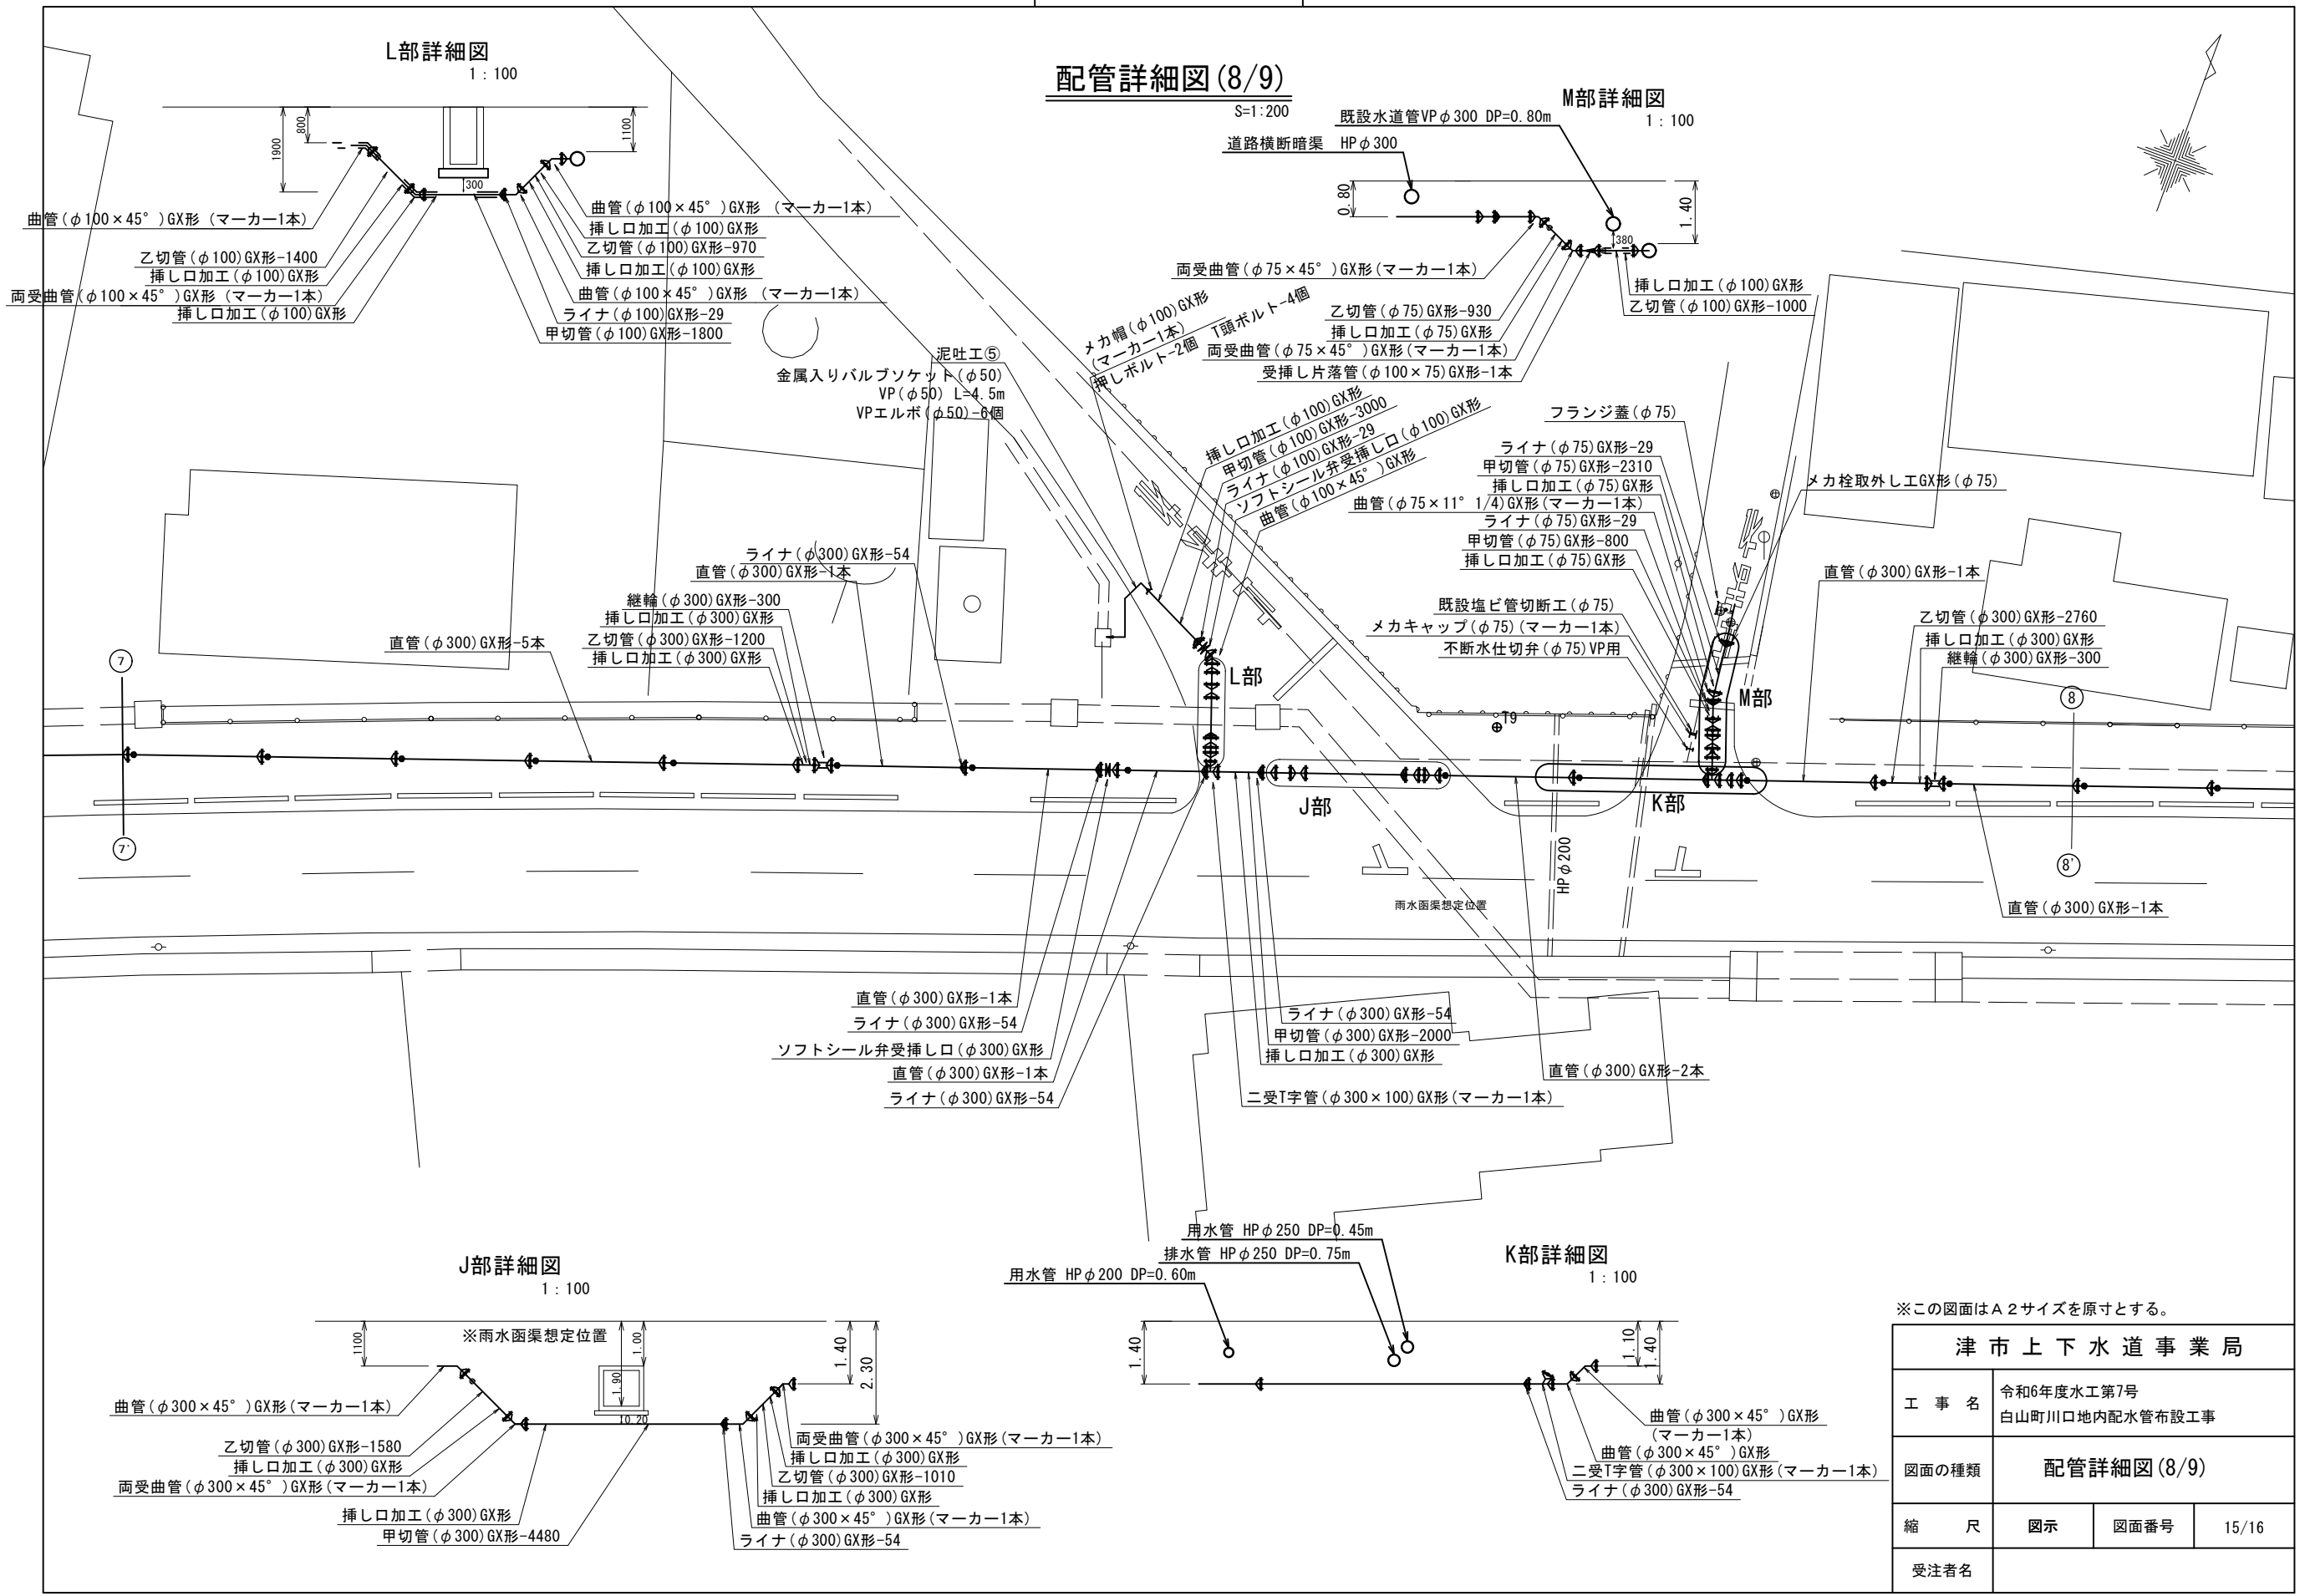 配管詳細図(8/9)
S=1:200
L部詳細図
1:100
1900
800
300
1100
曲管(φ100×45°)GX形 (マーカー1本)
乙切管(φ100)GX形-1400
挿し口加工(φ100)GX形
両受曲管(φ100×45°)GX形 (マーカー1本)
挿し口加工(φ100)GX形
曲管(φ100×45°)GX形 (マーカー1本)
挿し口加工(φ100)GX形
乙切管(φ100)GX形-970
挿し口加工(φ100)GX形
曲管(φ100×45°)GX形 (マーカー1本)
ライナ(φ100)GX形-29
甲切管(φ100)GX形-1800
M部詳細図
1:100
既設水道管VPφ300 DP=0.80m
道路横断暗渠 HPφ300
0.80
1.40
380
両受曲管(φ75×45°)GX形(マーカー1本)
乙切管(φ75)GX形-930
挿し口加工(φ75)GX形
両受曲管(φ75×45°)GX形(マーカー1本)
受挿し片落管(φ100×75)GX形-1本
挿し口加工(φ100)GX形
乙切管(φ100)GX形-1000
泥吐工⑤
金属入りバルブソケット(φ50)
VP(φ50) L=4.5m
VPエルボ(φ50)-6個
メカ帽(φ100)GX形
(マーカー1本)
押しボルト-2個 T頭ボルト-4個
挿し口加工(φ100)GX形
甲切管(φ100)GX形-3000
ライナ(φ100)GX形-29
ソフトシール弁受挿し口(φ100)GX形
曲管(φ100×45°)GX形
フランジ蓋(φ75)
ライナ(φ75)GX形-29
甲切管(φ75)GX形-2310
挿し口加工(φ75)GX形
曲管(φ75×11°1/4)GX形(マーカー1本)
ライナ(φ75)GX形-29
甲切管(φ75)GX形-800
挿し口加工(φ75)GX形
既設塩ビ管切断工(φ75)
メカキャップ(φ75)(マーカー1本)
不断水仕切弁(φ75)VP用
メカ栓取外し工GX形(φ75)
直管(φ300)GX形-1本
乙切管(φ300)GX形-2760
挿し口加工(φ300)GX形
継輪(φ300)GX形-300
ライナ(φ300)GX形-54
直管(φ300)GX形-1本
継輪(φ300)GX形-300
挿し口加工(φ300)GX形
乙切管(φ300)GX形-1200
挿し口加工(φ300)GX形
直管(φ300)GX形-5本
7
7'
L部
M部
J部
K部
T9
8
8'
HPφ200
雨水函渠想定位置
直管(φ300)GX形-1本
直管(φ300)GX形-1本
ライナ(φ300)GX形-54
ソフトシール弁受挿し口(φ300)GX形
直管(φ300)GX形-1本
ライナ(φ300)GX形-54
ライナ(φ300)GX形-54
甲切管(φ300)GX形-2000
挿し口加工(φ300)GX形
直管(φ300)GX形-2本
二受T字管(φ300×100)GX形(マーカー1本)
J部詳細図
1:100
※雨水函渠想定位置
1100
1.90
1.00
0.20
1.40
2.30
曲管(φ300×45°)GX形(マーカー1本)
乙切管(φ300)GX形-1580
挿し口加工(φ300)GX形
両受曲管(φ300×45°)GX形(マーカー1本)
挿し口加工(φ300)GX形
甲切管(φ300)GX形-4480
両受曲管(φ300×45°)GX形(マーカー1本)
挿し口加工(φ300)GX形
乙切管(φ300)GX形-1010
挿し口加工(φ300)GX形
曲管(φ300×45°)GX形(マーカー1本)
ライナ(φ300)GX形-54
K部詳細図
1:100
用水管 HPφ250 DP=0.45m
排水管 HPφ250 DP=0.75m
用水管 HPφ200 DP=0.60m
1.40
1.10
1.40
曲管(φ300×45°)GX形
(マーカー1本)
曲管(φ300×45°)GX形
二受T字管(φ300×100)GX形(マーカー1本)
ライナ(φ300)GX形-54
※この図面はA2サイズを原寸とする。
津市上下水道事業局
工事名
令和6年度水工第7号
白山町川口地内配水管布設工事
図面の種類
配管詳細図(8/9)
縮尺
図示
図面番号
15/16
受注者名